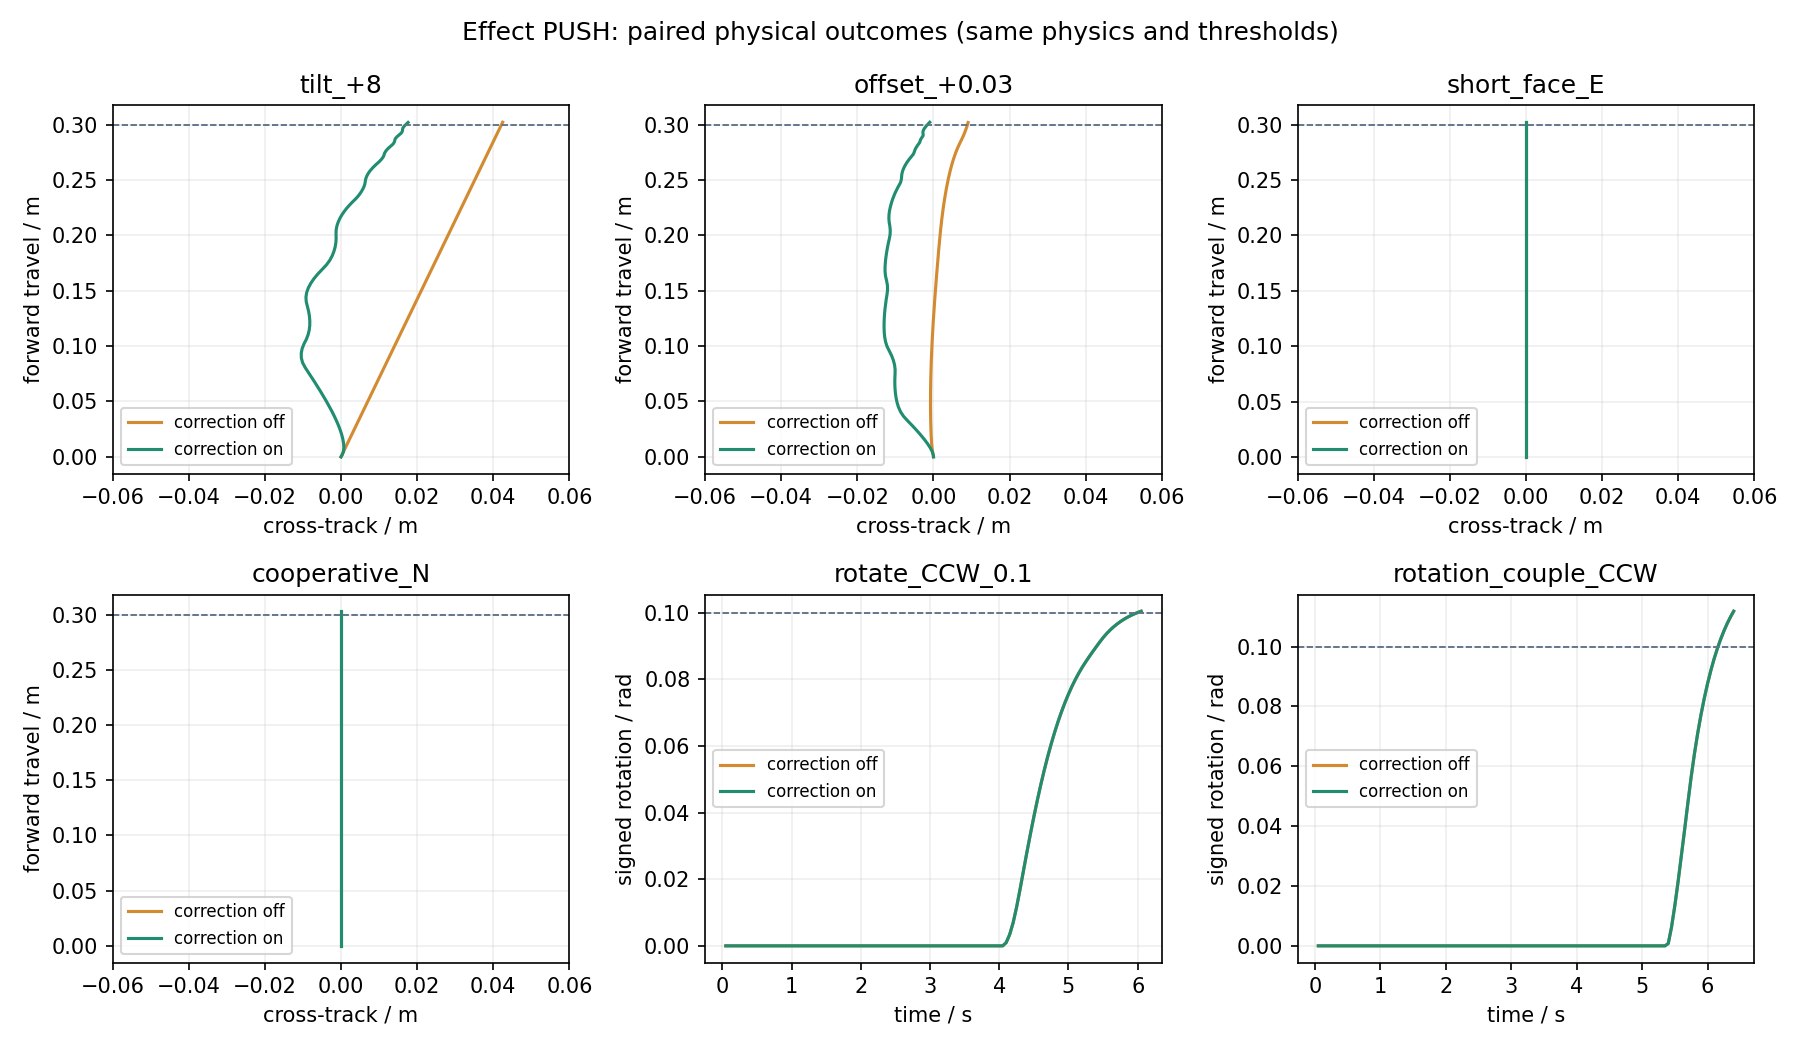 Effect PUSH: paired physical outcomes (same physics and thresholds)
tilt_+8
forward travel / m
0.30
0.25
0.20
0.15
0.10
0.05
0.00
correction off
correction on
−0.06 −0.04 −0.02 0.00 0.02 0.04 0.06
cross-track / m
offset_+0.03
forward travel / m
0.30
0.25
0.20
0.15
0.10
0.05
0.00
correction off
correction on
−0.06 −0.04 −0.02 0.00 0.02 0.04 0.06
cross-track / m
short_face_E
forward travel / m
0.30
0.25
0.20
0.15
0.10
0.05
0.00
correction off
correction on
−0.06 −0.04 −0.02 0.00 0.02 0.04 0.06
cross-track / m
cooperative_N
forward travel / m
0.30
0.25
0.20
0.15
0.10
0.05
0.00
correction off
correction on
−0.06 −0.04 −0.02 0.00 0.02 0.04 0.06
cross-track / m
rotate_CCW_0.1
signed rotation / rad
0.10
0.08
0.06
0.04
0.02
0.00
correction off
correction on
0 1 2 3 4 5 6
time / s
rotation_couple_CCW
signed rotation / rad
0.10
0.08
0.06
0.04
0.02
0.00
correction off
correction on
0 1 2 3 4 5 6
time / s